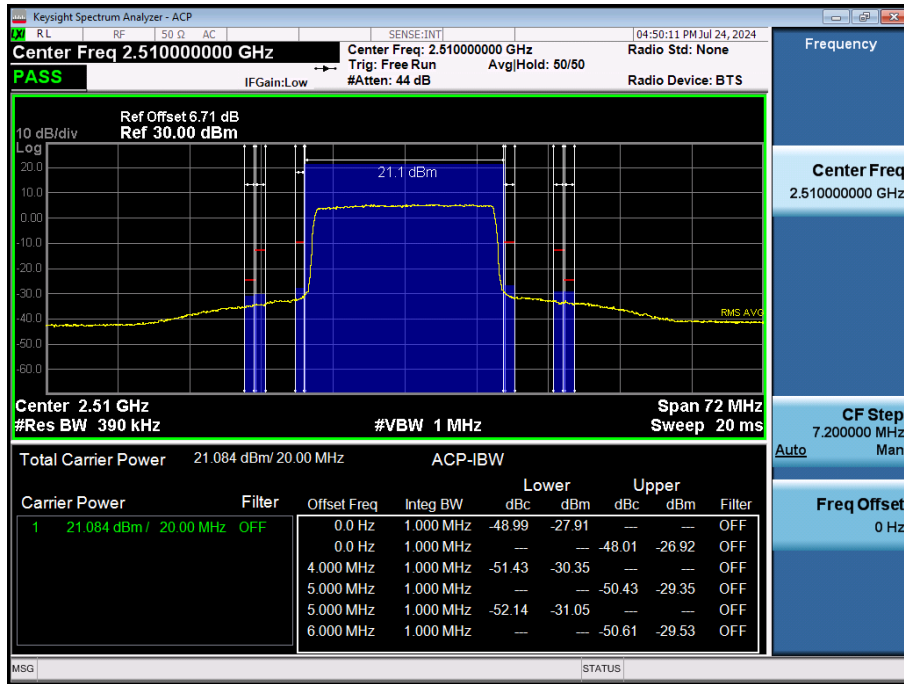 Keysight Spectrum Analyzer - ACP
LXI RL RF 50 Ω AC SENSE:INT 04:50:11 PM Jul 24, 2024
Center Freq 2.510000000 GHz Center Freq: 2.510000000 GHz Radio Std: None
Trig: Free Run Avg|Hold: 50/50
PASS IFGain:Low #Atten: 44 dB Radio Device: BTS
Frequency
Ref Offset 6.71 dB
10 dB/div Ref 30.00 dBm
Log
20.0
21.1 dBm
10.0
0.00
-10.0
-20.0
-30.0
-40.0
RMS AVG
-50.0
-60.0
Center 2.51 GHz Span 72 MHz
#Res BW 390 kHz #VBW 1 MHz Sweep 20 ms
Center Freq
2.510000000 GHz
CF Step
7.200000 MHz
Auto Man
Freq Offset
0 Hz
Total Carrier Power 21.084 dBm/ 20.00 MHz ACP-IBW
Lower Upper
Carrier Power Filter Offset Freq Integ BW dBc dBm dBc dBm Filter
1 21.084 dBm / 20.00 MHz OFF 0.0 Hz 1.000 MHz -48.99 -27.91 --- --- OFF
0.0 Hz 1.000 MHz --- --- -48.01 -26.92 OFF
4.000 MHz 1.000 MHz -51.43 -30.35 --- --- OFF
5.000 MHz 1.000 MHz --- --- -50.43 -29.35 OFF
5.000 MHz 1.000 MHz -52.14 -31.05 --- --- OFF
6.000 MHz 1.000 MHz --- --- -50.61 -29.53 OFF
MSG STATUS